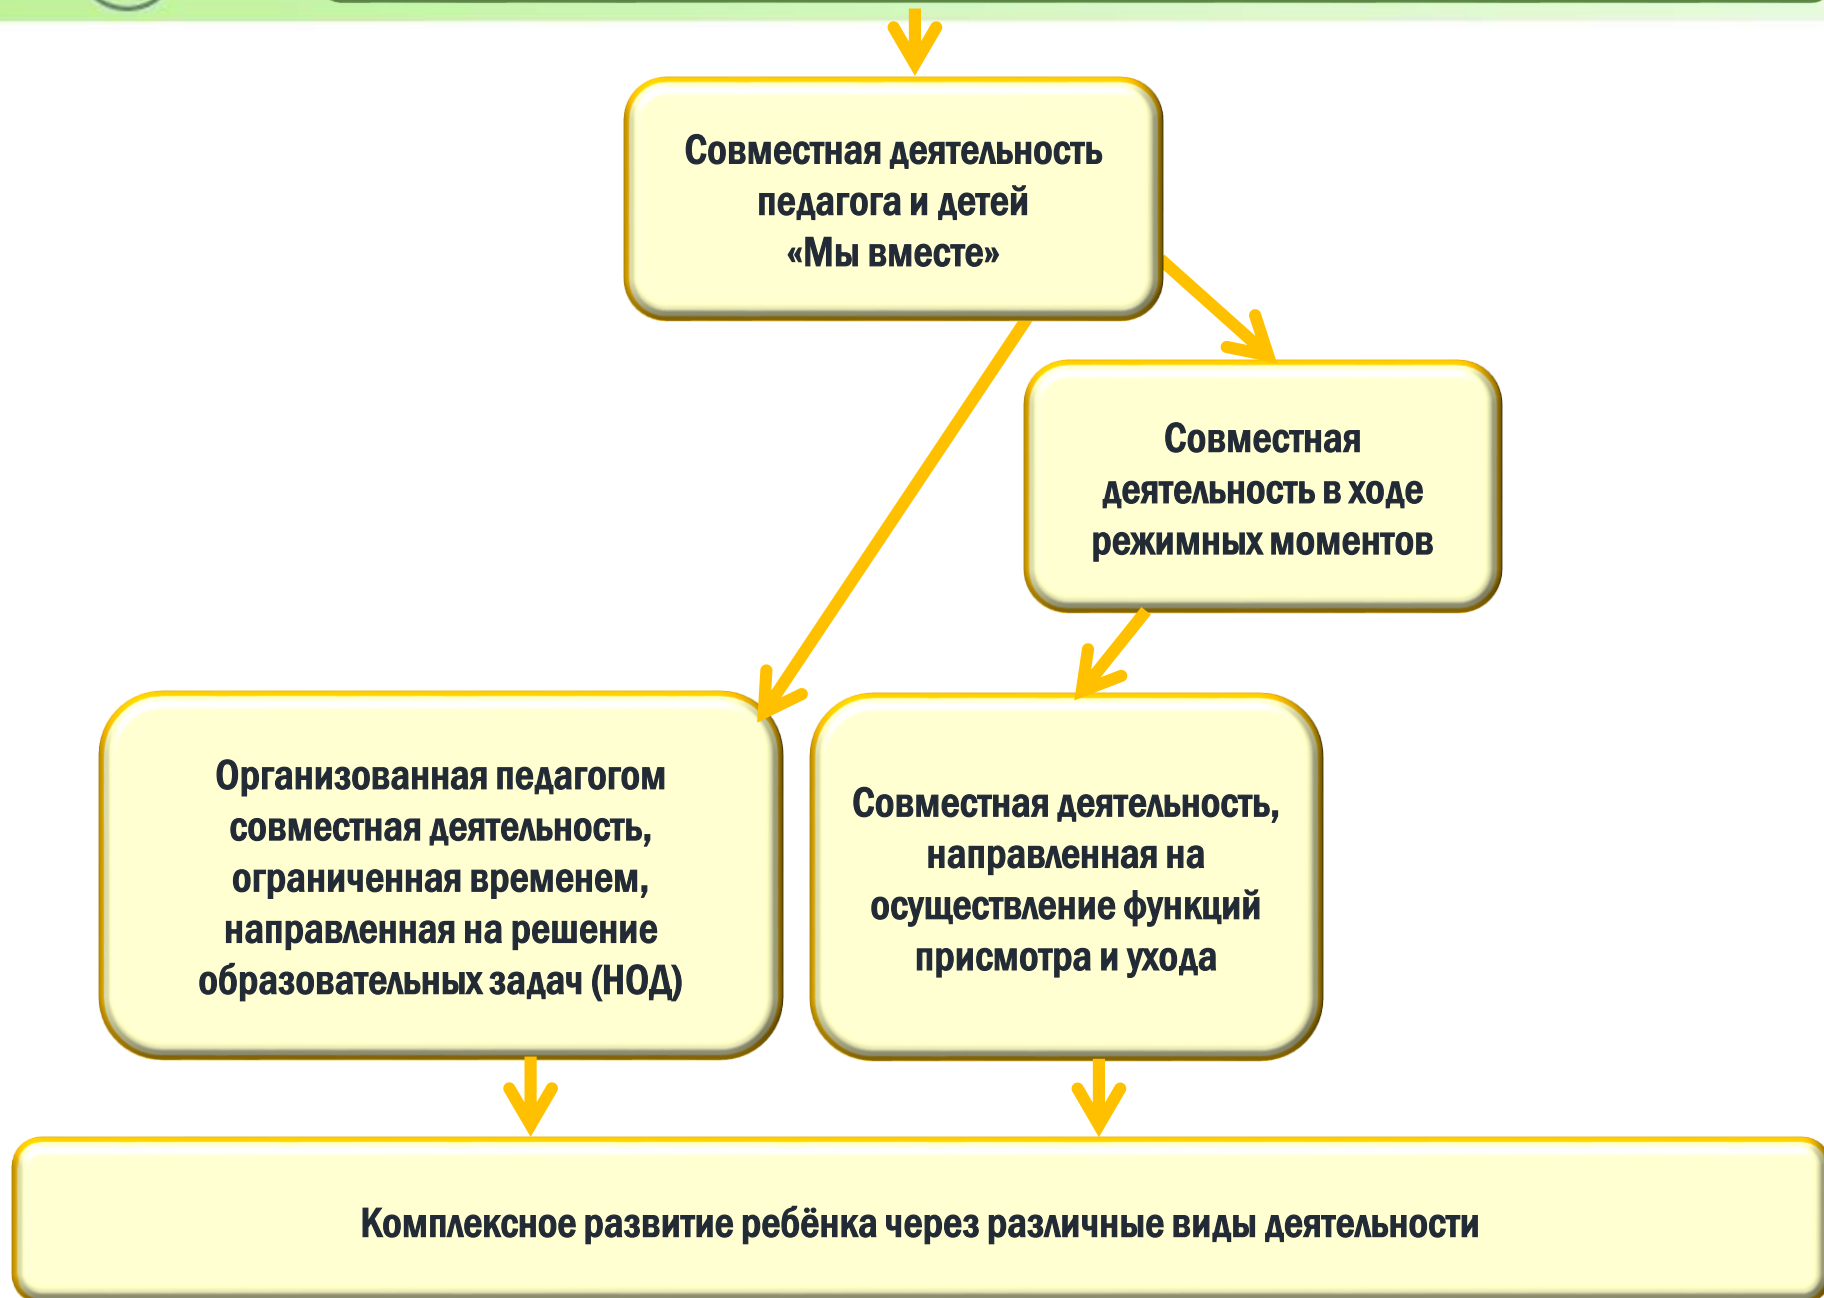 Совместная деятельность
педагога и детей
«Мы вместе»
Совместная
деятельность в ходе
режимных моментов
Организованная педагогом
совместная деятельность,
ограниченная временем,
направленная на решение
образовательных задач (НОД)
Совместная деятельность,
направленная на
осуществление функций
присмотра и ухода
Комплексное развитие ребёнка через различные виды деятельности